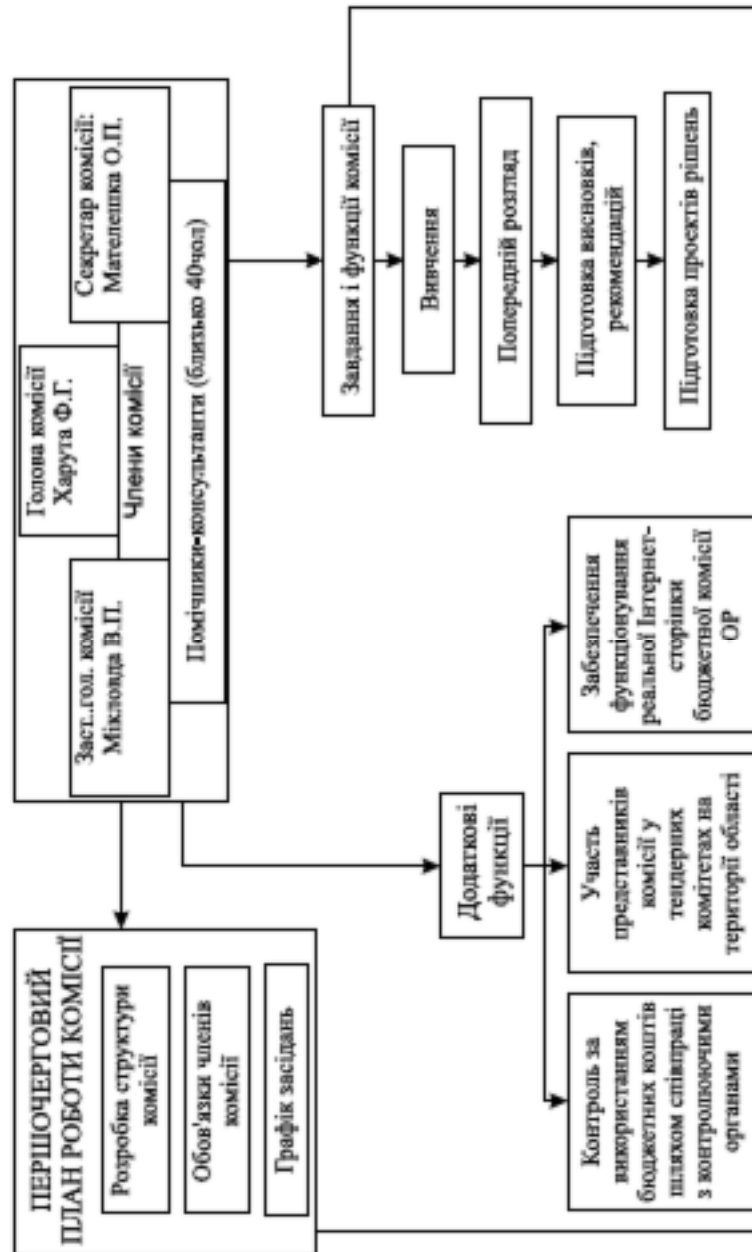 ПЕРШОЧЕРГОВИЙ
ПЛАН РОБОТИ КОМІСІЇ
Розробка структури
комісії
Обов'язки членів
комісії
Графік засідань
Голова комісії
Харута Ф.Г.
Заст..гол. комісії
Мікловда В.П.
Члени комісії
Секретар комісії:
Мателешка О.П.
Помічники-консультанти (близько 40чол)
Додаткові
функції
Контроль за
використанням
бюджетних коштів
шляхом співпраці
з контролюючими
органами
Участь
представників
комісії у
тендерних
комітетах на
території області
Забезпечення
функціонування
реальної Інтернет-
сторінки
бюджетної комісії
ОР
Завдання і функції комісії
Вивчення
Попередній розгляд
Підготовка висновків,
рекомендацій
Підготовка проектів рішень